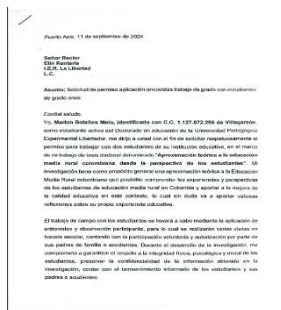 Puerto Asís, 11 de septiembre de 2024
Señor Rector
Elin Rentería
I.E.R. La Libertad
L.C.
Asunto: Solicitud de permiso aplicación encuestas trabajo de grado con estudiantes
de grado once.
Cordial saludo.
Yo, Marlen Bolaños Melo, identificado con C.C. 1.127.072.296 de Villagarzón,
como estudiante activo del Doctorado en educación de la Universidad Pedagógica
Experimental Libertador, me dirijo a usted con el fin de solicitar respetuosamente el
permiso para trabajar con dos estudiantes de su institución educativa, en el marco
de mi trabajo de tesis doctoral denominado "Aproximación teórica a la educación
media rural colombiana desde la perspectiva de los estudiantes". Mi
investigación tiene como propósito generar una aproximación teórica a la Educación
Media Rural colombiana que posibilite comprender las experiencias y perspectivas
de los estudiantes de educación media rural en Colombia y aportar a la mejora de
la calidad educativa en este contexto, lo cual sin duda va a aportar valiosas
reflexiones sobre su propia experiencia educativa.
El trabajo de campo con los estudiantes se llevará a cabo mediante la aplicación de
entrevistas y observación participante, para lo cual se realizarán varias visitas en
horario escolar, contando con la participación voluntaria y autorización por parte de
sus padres de familia o acudientes. Durante el desarrollo de la investigación, me
comprometo a garantizar el respeto a la integridad física, psicológica y moral de los
estudiantes, preservar la confidencialidad de la información obtenida en la
investigación, contar con el consentimiento informado de los estudiantes y sus
padres o acudientes.